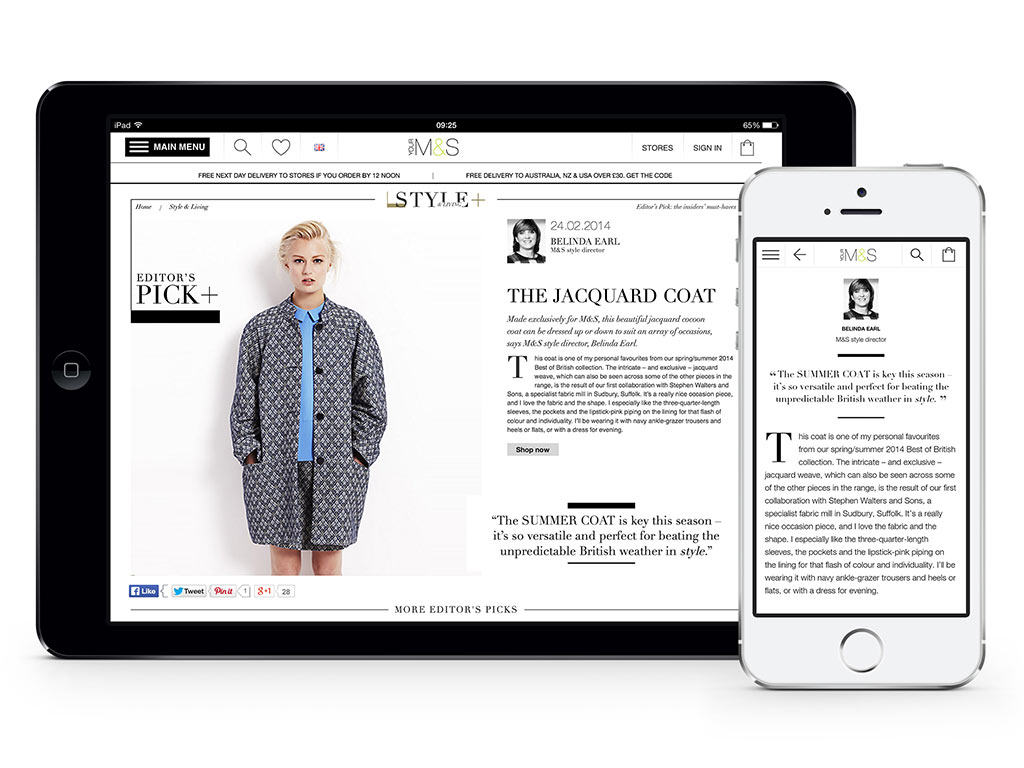 iPad 09:25 65%
MAIN MENU YOUR M&S STORES SIGN IN
FREE NEXT DAY DELIVERY TO STORES IF YOU ORDER BY 12 NOON | FREE DELIVERY TO AUSTRALIA, NZ & USA OVER £30. GET THE CODE
Home / Style & Living STYLE & LIVING + Editor's Pick: the insiders' must-haves
EDITOR'S
PICK+
24.02.2014
BELINDA EARL
M&S style director
THE JACQUARD COAT
Made exclusively for M&S, this beautiful jacquard cocoon
coat can be dressed up or down to suit an array of occasions,
says M&S style director, Belinda Earl.
This coat is one of my personal favourites from our spring/summer 2014
Best of British collection. The intricate – and exclusive – jacquard
weave, which can also be seen across some of the other pieces in the
range, is the result of our first collaboration with Stephen Walters and
Sons, a specialist fabric mill in Sudbury, Suffolk. It's a really nice occasion piece,
and I love the fabric and the shape. I especially like the three-quarter-length
sleeves, the pockets and the lipstick-pink piping on the lining for that flash of
colour and individuality. I'll be wearing it with navy ankle-grazer trousers and
heels or flats, or with a dress for evening.
Shop now
“The SUMMER COAT is key this season –
it's so versatile and perfect for beating the
unpredictable British weather in style.”
f Like Tweet Pin it 1 g+1 28
MORE EDITOR'S PICKS
YOUR M&S
BELINDA EARL
M&S style director
“The SUMMER COAT is key this season –
it's so versatile and perfect for beating the
unpredictable British weather in style. ”
This coat is one of my personal favourites
from our spring/summer 2014 Best of British
collection. The intricate – and exclusive –
jacquard weave, which can also be seen across some
of the other pieces in the range, is the result of our first
collaboration with Stephen Walters and Sons, a
specialist fabric mill in Sudbury, Suffolk. It's a really
nice occasion piece, and I love the fabric and the
shape. I especially like the three-quarter-length
sleeves, the pockets and the lipstick-pink piping on
the lining for that flash of colour and individuality. I'll be
wearing it with navy ankle-grazer trousers and heels or
flats, or with a dress for evening.